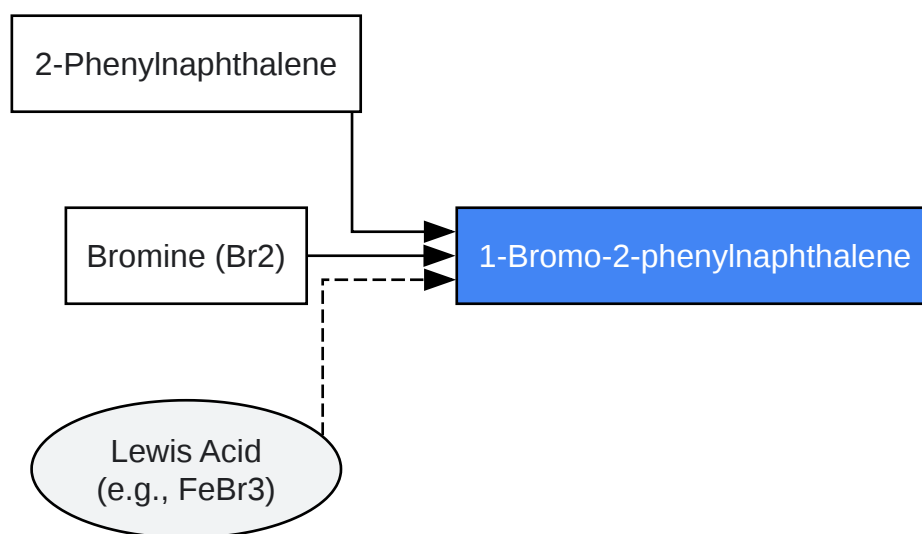 2-Phenylnaphthalene
Bromine (Br2)
1-Bromo-2-phenylnaphthalene
Lewis Acid
(e.g., FeBr3)